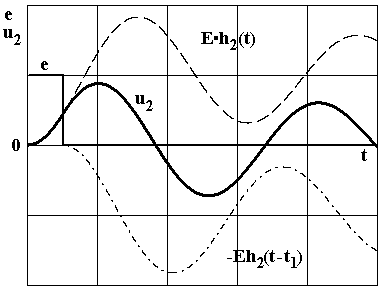 e
u₂
E•h₂(t)
e
u₂
0
t
-Eh₂(t-t₁)